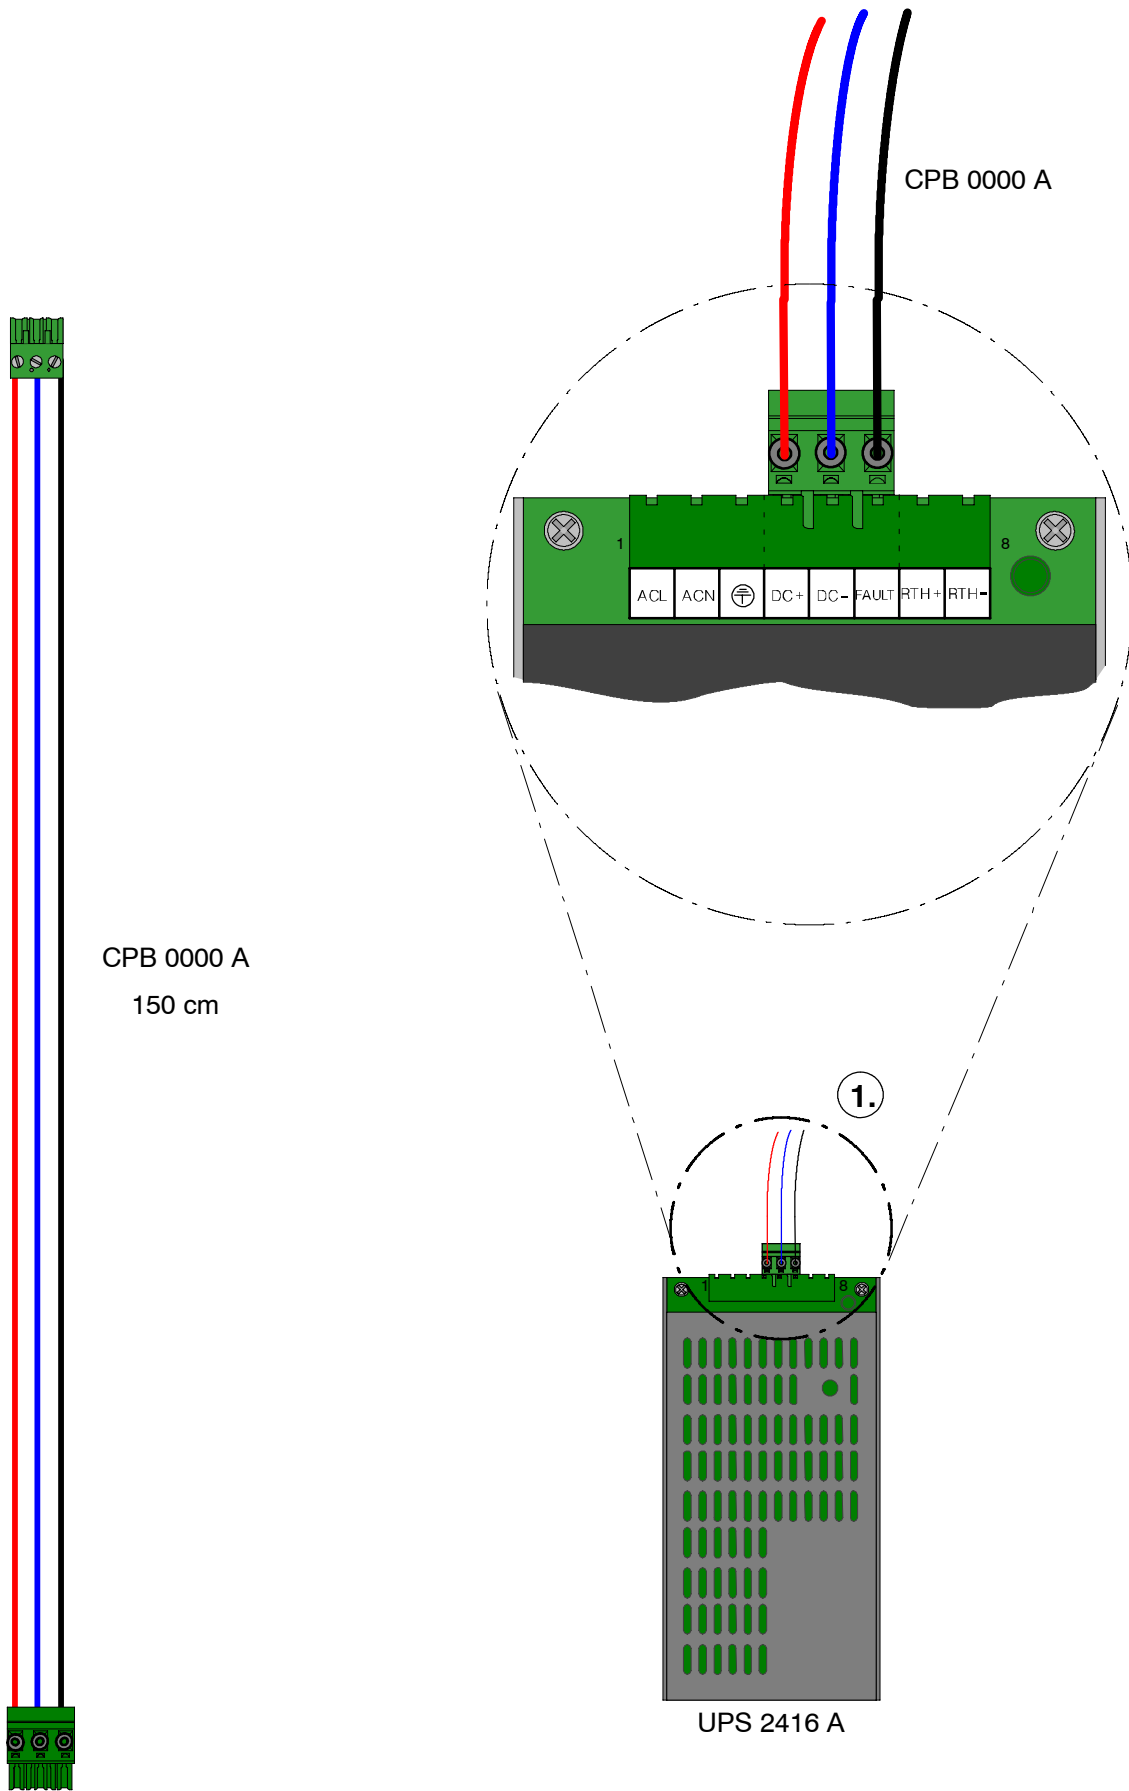 CPB 0000 A
1 8
ACL ACN DC+ DC- FAULT RTH+ RTH-
CPB 0000 A
150 cm
1.
1 8
UPS 2416 A